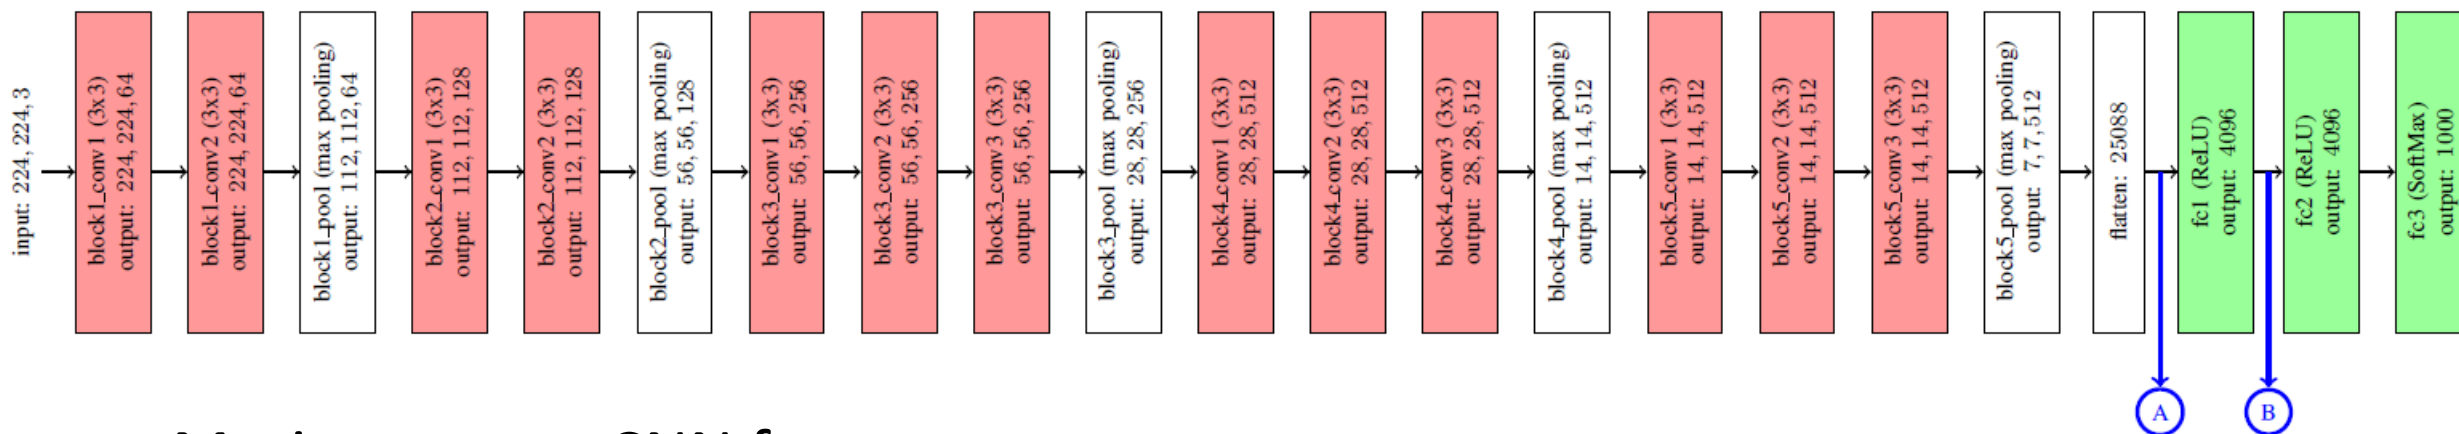 input: 224, 224, 3
block1_conv1 (3x3)
output: 224, 224, 64
block1_conv2 (3x3)
output: 224, 224, 64
block1_pool (max pooling)
output: 112, 112, 64
block2_conv1 (3x3)
output: 112, 112, 128
block2_conv2 (3x3)
output: 112, 112, 128
block2_pool (max pooling)
output: 56, 56, 128
block3_conv1 (3x3)
output: 56, 56, 256
block3_conv2 (3x3)
output: 56, 56, 256
block3_conv3 (3x3)
output: 56, 56, 256
block3_pool (max pooling)
output: 28, 28, 256
block4_conv1 (3x3)
output: 28, 28, 512
block4_conv2 (3x3)
output: 28, 28, 512
block4_conv3 (3x3)
output: 28, 28, 512
block4_pool (max pooling)
output: 14, 14, 512
block5_conv1 (3x3)
output: 14, 14, 512
block5_conv2 (3x3)
output: 14, 14, 512
block5_conv3 (3x3)
output: 14, 14, 512
block5_pool (max pooling)
output: 7, 7, 512
flatten: 25088
fc1 (ReLU)
output: 4096
fc2 (ReLU)
output: 4096
fc3 (SoftMax)
output: 1000
A
B